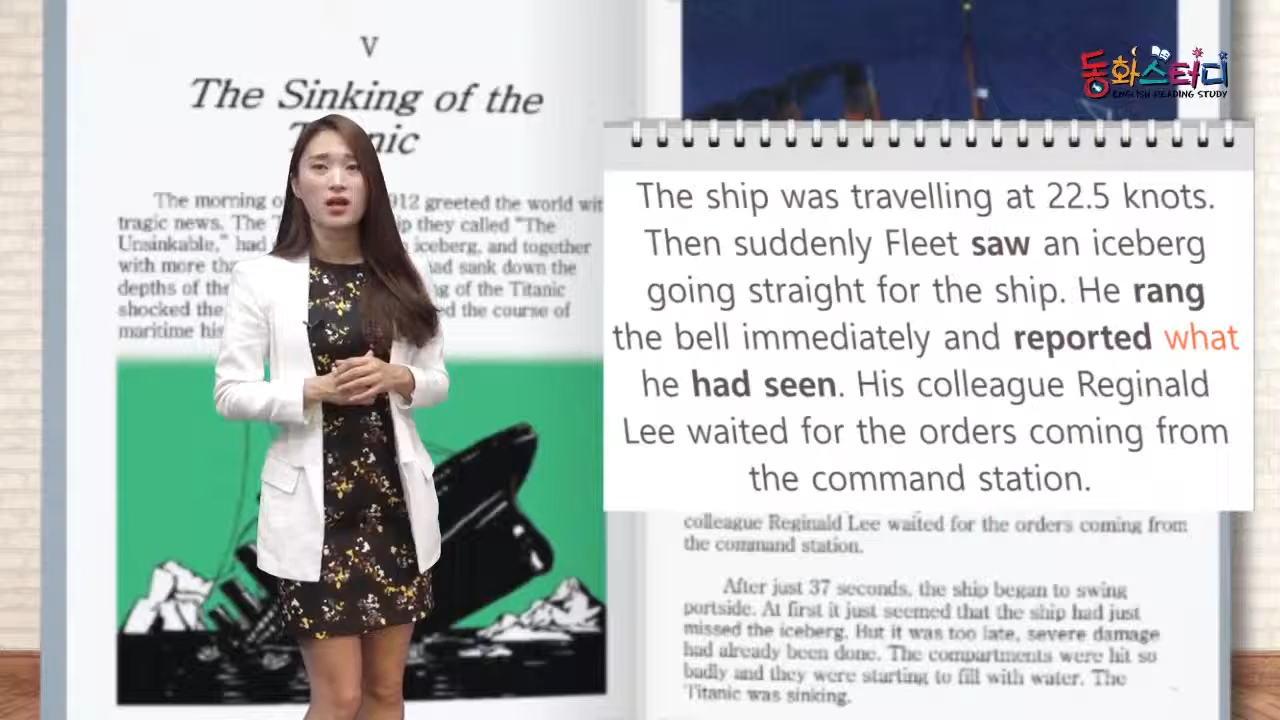 V
The Sinking of the
nic
The morning o 912 greeted the world wit
tragic news. The p they called "The
Unsinkable," had iceberg, and together
with more tha ad sank down the
depths of the g of the Titanic
shocked the d the course of
maritime his
동화스터디
ENGLISH READING STUDY
The ship was travelling at 22.5 knots.
Then suddenly Fleet saw an iceberg
going straight for the ship. He rang
the bell immediately and reported what
he had seen. His colleague Reginald
Lee waited for the orders coming from
the command station.
colleague Reginald Lee waited for the orders coming from
the command station.
After just 37 seconds, the ship began to swing
portside. At first it just seemed that the ship had just
missed the iceberg. But it was too late, severe damage
had already been done. The compartments were hit so
badly and they were starting to fill with water. The
Titanic was sinking.